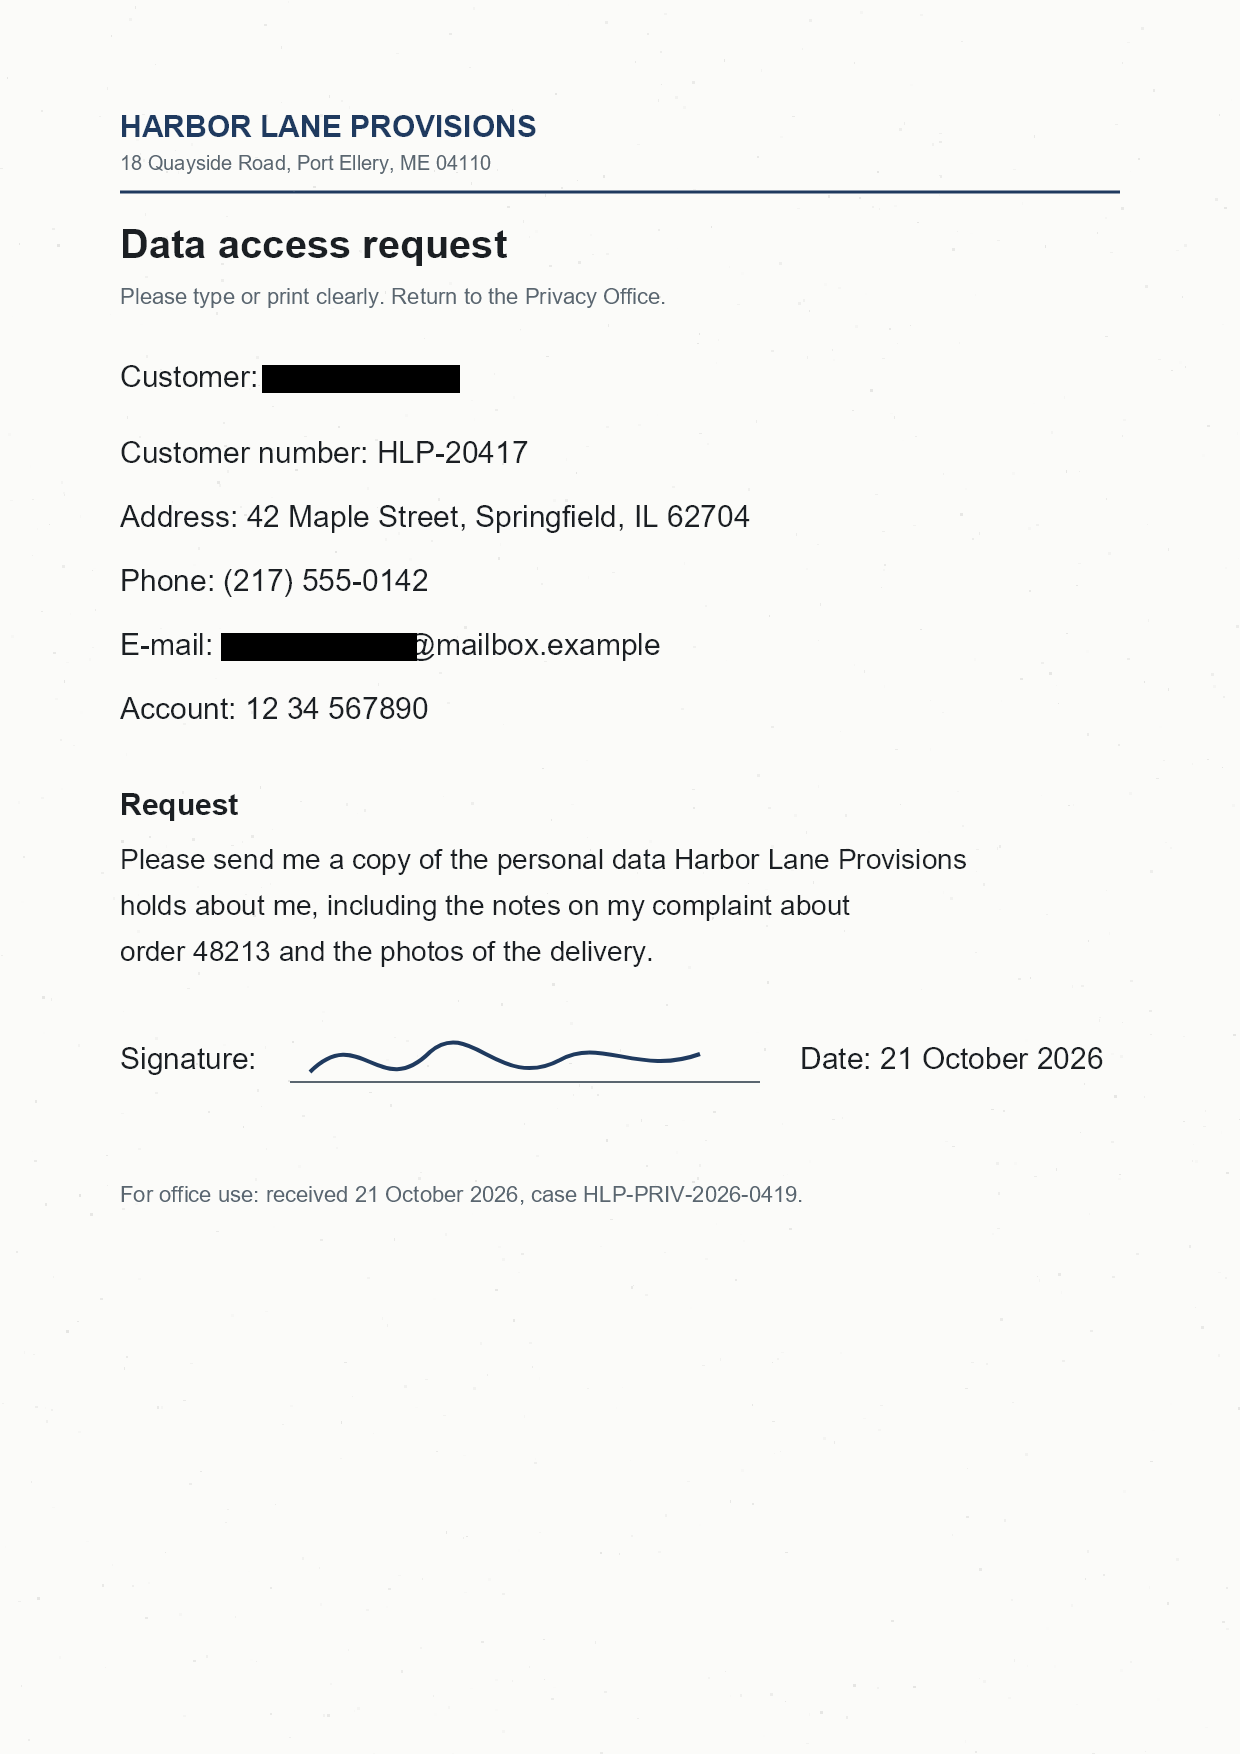 HARBOR LANE PROVISIONS
18 Quayside Road, Port Ellery, ME 04110
Data access request
Please type or print clearly. Return to the Privacy Office.
Customer:
Customer number: HLP-20417
Address: 42 Maple Street, Springfield, IL 62704
Phone: (217) 555-0142
E-mail: @mailbox.example
Account: 12 34 567890
Request
Please send me a copy of the personal data Harbor Lane Provisions
holds about me, including the notes on my complaint about
order 48213 and the photos of the delivery.
Signature: Date: 21 October 2026
For office use: received 21 October 2026, case HLP-PRIV-2026-0419.